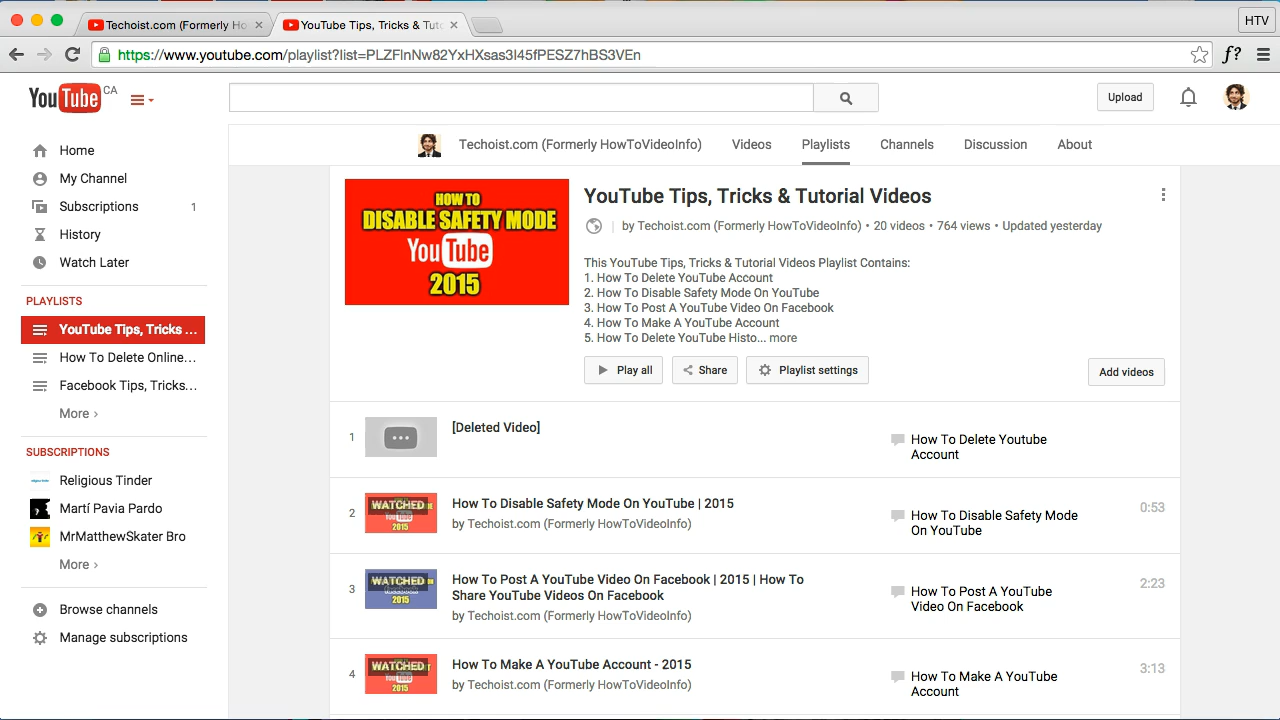 Techoist.com (Formerly Ho
YouTube Tips, Tricks & Tuto
HTV
https://www.youtube.com/playlist?list=PLZFlnNw82YxHXsas3I45fPESZ7hBS3VEn
f?
YouTube CA
Upload
Home
My Channel
Subscriptions 1
History
Watch Later
PLAYLISTS
YouTube Tips, Tricks ...
How To Delete Online...
Facebook Tips, Tricks...
More ›
SUBSCRIPTIONS
Religious Tinder
Martí Pavia Pardo
MrMatthewSkater Bro
More ›
Browse channels
Manage subscriptions
Techoist.com (Formerly HowToVideoInfo) Videos Playlists Channels Discussion About
HOW TO
DISABLE SAFETY MODE
YouTube
2015
YouTube Tips, Tricks & Tutorial Videos
by Techoist.com (Formerly HowToVideoInfo) • 20 videos • 764 views • Updated yesterday
This YouTube Tips, Tricks & Tutorial Videos Playlist Contains:
1. How To Delete YouTube Account
2. How To Disable Safety Mode On YouTube
3. How To Post A YouTube Video On Facebook
4. How To Make A YouTube Account
5. How To Delete YouTube Histo... more
Play all Share Playlist settings Add videos
1 [Deleted Video]
How To Delete Youtube
Account
2 WATCHED
2015
How To Disable Safety Mode On YouTube | 2015
by Techoist.com (Formerly HowToVideoInfo)
How To Disable Safety Mode
On YouTube
0:53
3 WATCHED
2015
How To Post A YouTube Video On Facebook | 2015 | How To
Share YouTube Videos On Facebook
by Techoist.com (Formerly HowToVideoInfo)
How To Post A YouTube
Video On Facebook
2:23
4 WATCHED
2015
How To Make A YouTube Account - 2015
by Techoist.com (Formerly HowToVideoInfo)
How To Make A YouTube
Account
3:13